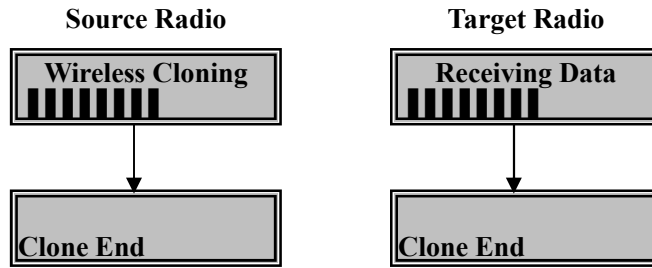 Source Radio
Target Radio
Wireless Cloning
Receiving Data
Clone End
Clone End